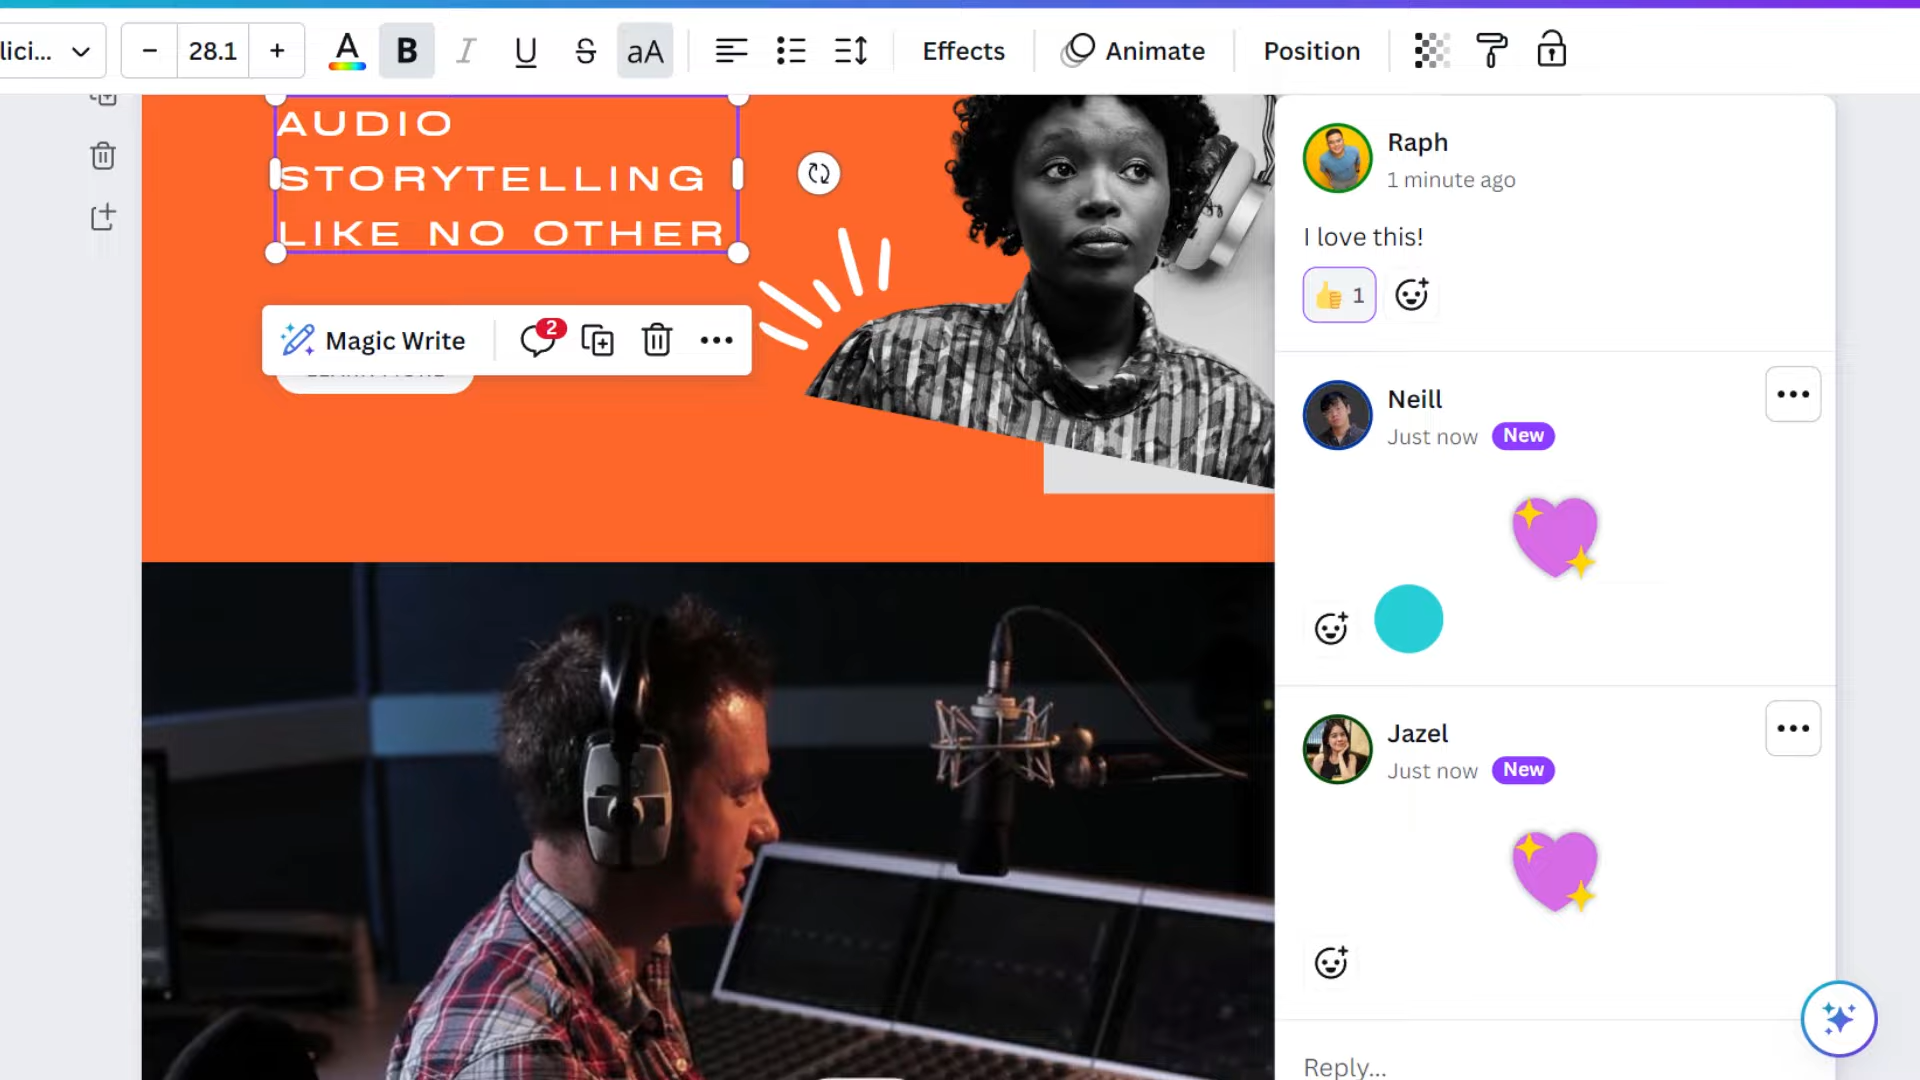 lici...
28.1
A
B
I
U
S
aA
Effects
Animate
Position
AUDIO
STORYTELLING
LIKE NO OTHER
Magic Write
2
Raph
1 minute ago
I love this!
1
Neill
Just now
New
Jazel
Just now
New
Reply...